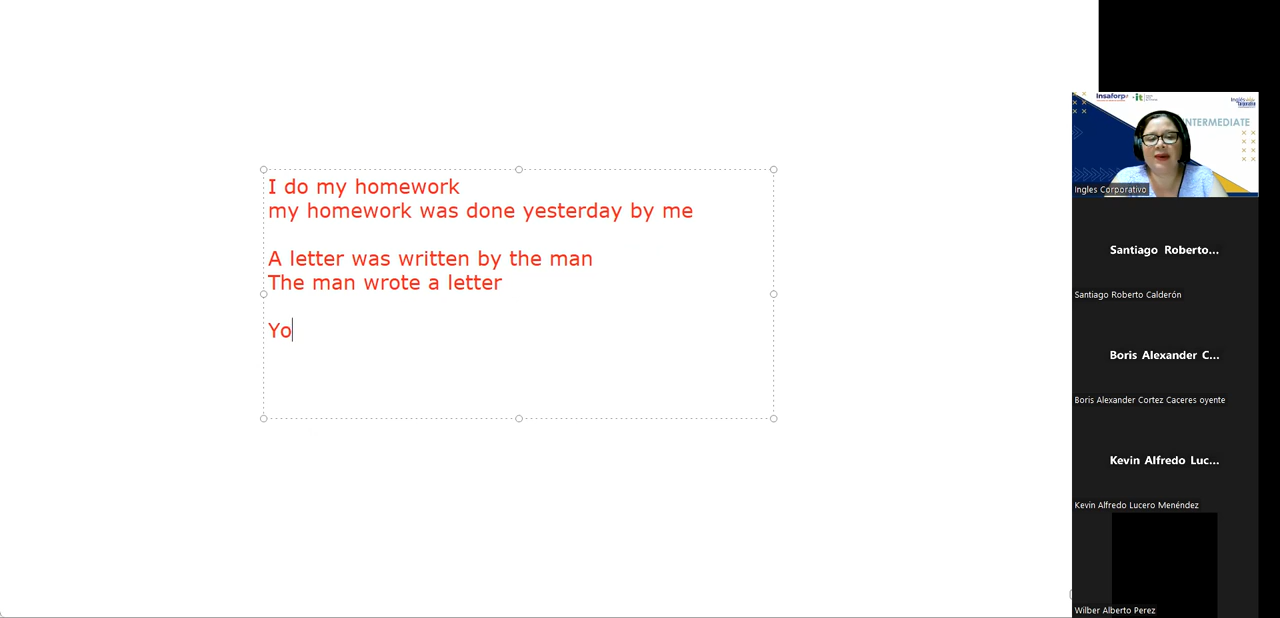 I do my homework
my homework was done yesterday by me
A letter was written by the man
The man wrote a letter
Yo
Insaforp
INTERMEDIATE
Ingles Corporativo
Santiago Roberto...
Santiago Roberto Calderón
Boris Alexander C...
Boris Alexander Cortez Caceres oyente
Kevin Alfredo Luc...
Kevin Alfredo Lucero Menéndez
Wilber Alberto Perez